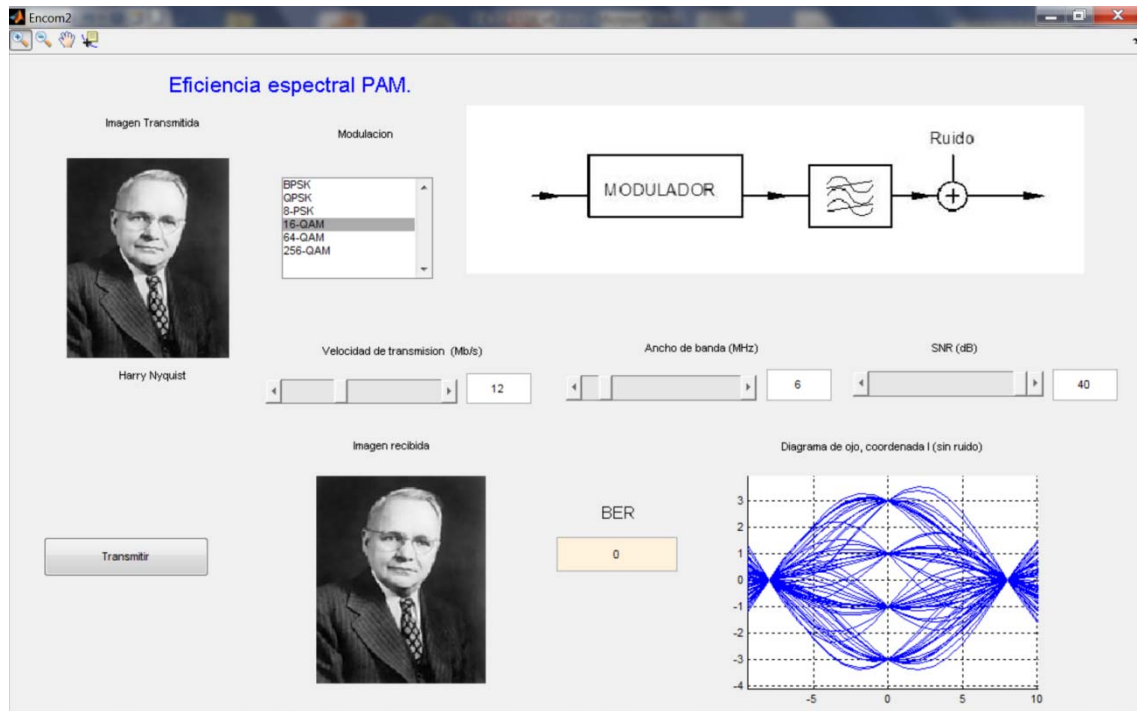 Encom2
Eficiencia espectral PAM.
Imagen Transmitida
Modulacion
BPSK
QPSK
8-PSK
16-QAM
64-QAM
256-QAM
MODULADOR
Ruido
Harry Nyquist
Velocidad de transmision (Mb/s)
12
Ancho de banda (MHz)
6
SNR (dB)
40
Transmitir
Imagen recibida
BER
0
Diagrama de ojo, coordenada I (sin ruido)
3
2
1
0
-1
-2
-3
-4
-5
0
5
10